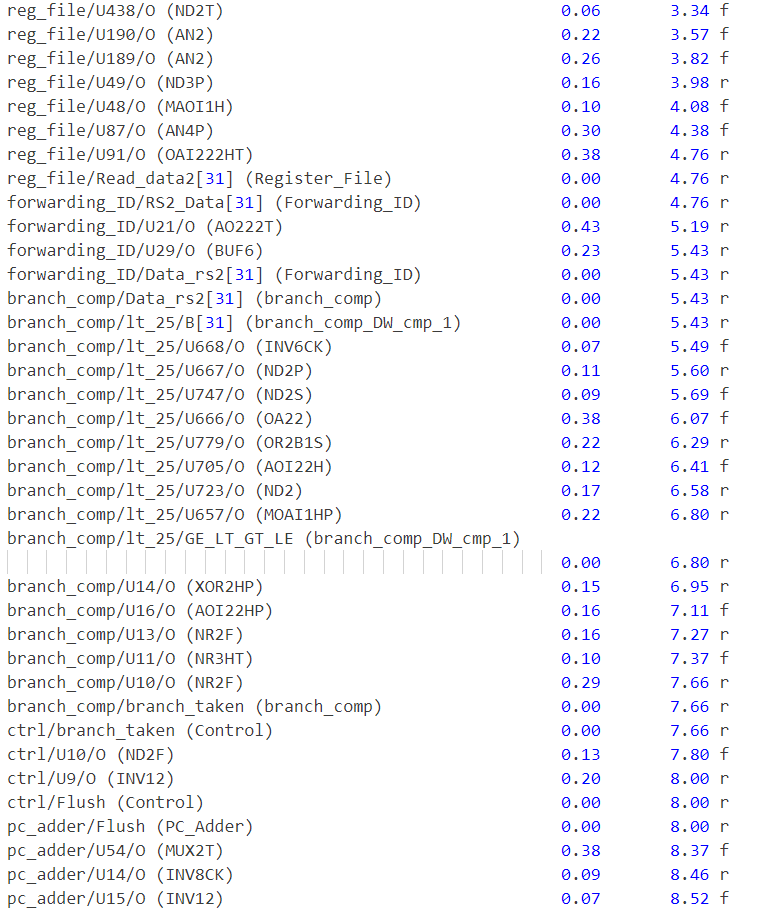 reg_file/U438/O (ND2T) 0.06 3.34 f
reg_file/U190/O (AN2) 0.22 3.57 f
reg_file/U189/O (AN2) 0.26 3.82 f
reg_file/U49/O (ND3P) 0.16 3.98 r
reg_file/U48/O (MAOI1H) 0.10 4.08 f
reg_file/U87/O (AN4P) 0.30 4.38 f
reg_file/U91/O (OAI222HT) 0.38 4.76 r
reg_file/Read_data2[31] (Register_File) 0.00 4.76 r
forwarding_ID/RS2_Data[31] (Forwarding_ID) 0.00 4.76 r
forwarding_ID/U21/O (AO222T) 0.43 5.19 r
forwarding_ID/U29/O (BUF6) 0.23 5.43 r
forwarding_ID/Data_rs2[31] (Forwarding_ID) 0.00 5.43 r
branch_comp/Data_rs2[31] (branch_comp) 0.00 5.43 r
branch_comp/lt_25/B[31] (branch_comp_DW_cmp_1) 0.00 5.43 r
branch_comp/lt_25/U668/O (INV6CK) 0.07 5.49 f
branch_comp/lt_25/U667/O (ND2P) 0.11 5.60 r
branch_comp/lt_25/U747/O (ND2S) 0.09 5.69 f
branch_comp/lt_25/U666/O (OA22) 0.38 6.07 f
branch_comp/lt_25/U779/O (OR2B1S) 0.22 6.29 r
branch_comp/lt_25/U705/O (AOI22H) 0.12 6.41 f
branch_comp/lt_25/U723/O (ND2) 0.17 6.58 r
branch_comp/lt_25/U657/O (MOAI1HP) 0.22 6.80 r
branch_comp/lt_25/GE_LT_GT_LE (branch_comp_DW_cmp_1)
0.00 6.80 r
branch_comp/U14/O (XOR2HP) 0.15 6.95 r
branch_comp/U16/O (AOI22HP) 0.16 7.11 f
branch_comp/U13/O (NR2F) 0.16 7.27 r
branch_comp/U11/O (NR3HT) 0.10 7.37 f
branch_comp/U10/O (NR2F) 0.29 7.66 r
branch_comp/branch_taken (branch_comp) 0.00 7.66 r
ctrl/branch_taken (Control) 0.00 7.66 r
ctrl/U10/O (ND2F) 0.13 7.80 f
ctrl/U9/O (INV12) 0.20 8.00 r
ctrl/Flush (Control) 0.00 8.00 r
pc_adder/Flush (PC_Adder) 0.00 8.00 r
pc_adder/U54/O (MUX2T) 0.38 8.37 f
pc_adder/U14/O (INV8CK) 0.09 8.46 r
pc_adder/U15/O (INV12) 0.07 8.52 f